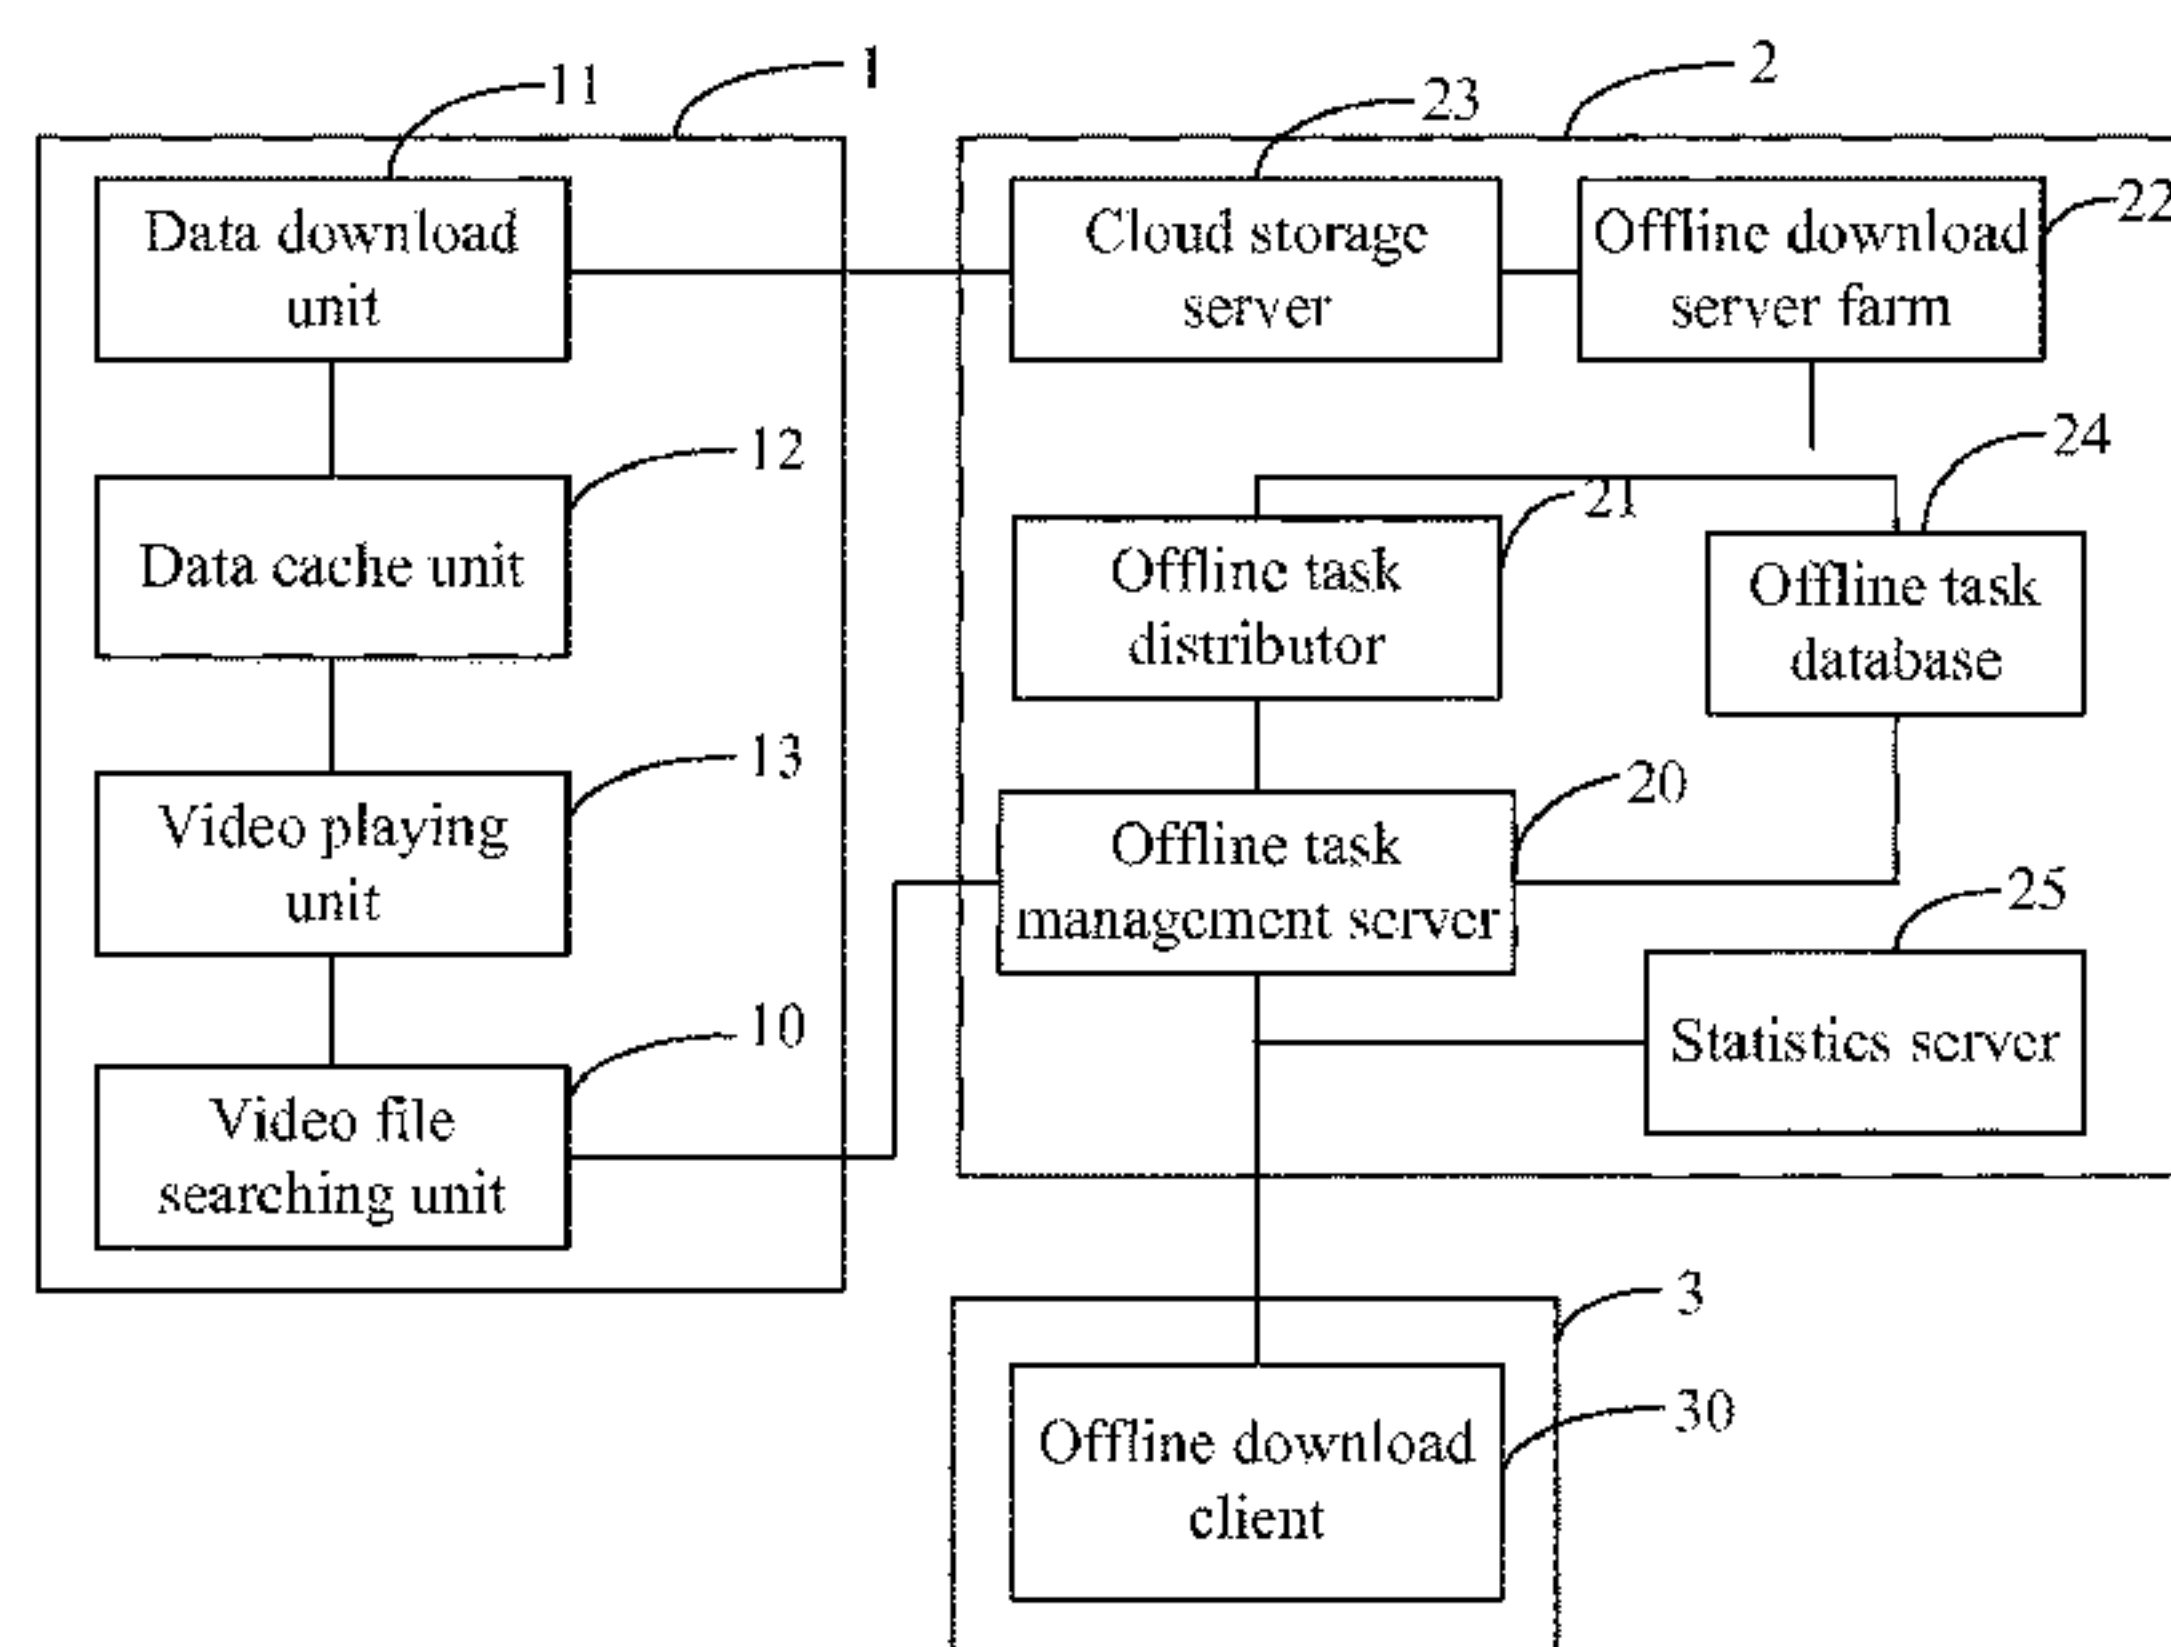 11
1
23
2
Data download
unit
Cloud storage
server
Offline download
server farm
22
12
24
21
Data cache unit
Offline task
distributor
Offline task
database
13
20
Video playing
unit
Offline task
management server
25
10
Statistics server
Video file
searching unit
3
30
Offline download
client